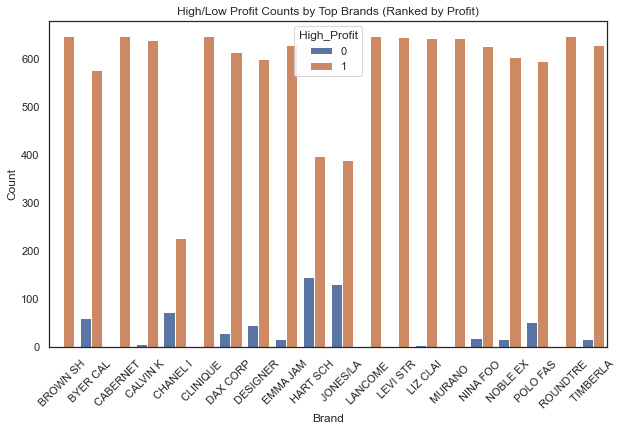 High/Low Profit Counts by Top Brands (Ranked by Profit)
High_Profit
0
1
600
500
400
300
200
100
0
Count
BROWN SH
BYER CAL
CABERNET
CALVIN K
CHANEL I
CLINIQUE
DAX CORP
DESIGNER
EMMA JAM
HART SCH
JONES/LA
LANCOME
LEVI STR
LIZ CLAI
MURANO
NINA FOO
NOBLE EX
POLO FAS
ROUNDTRE
TIMBERLA
Brand